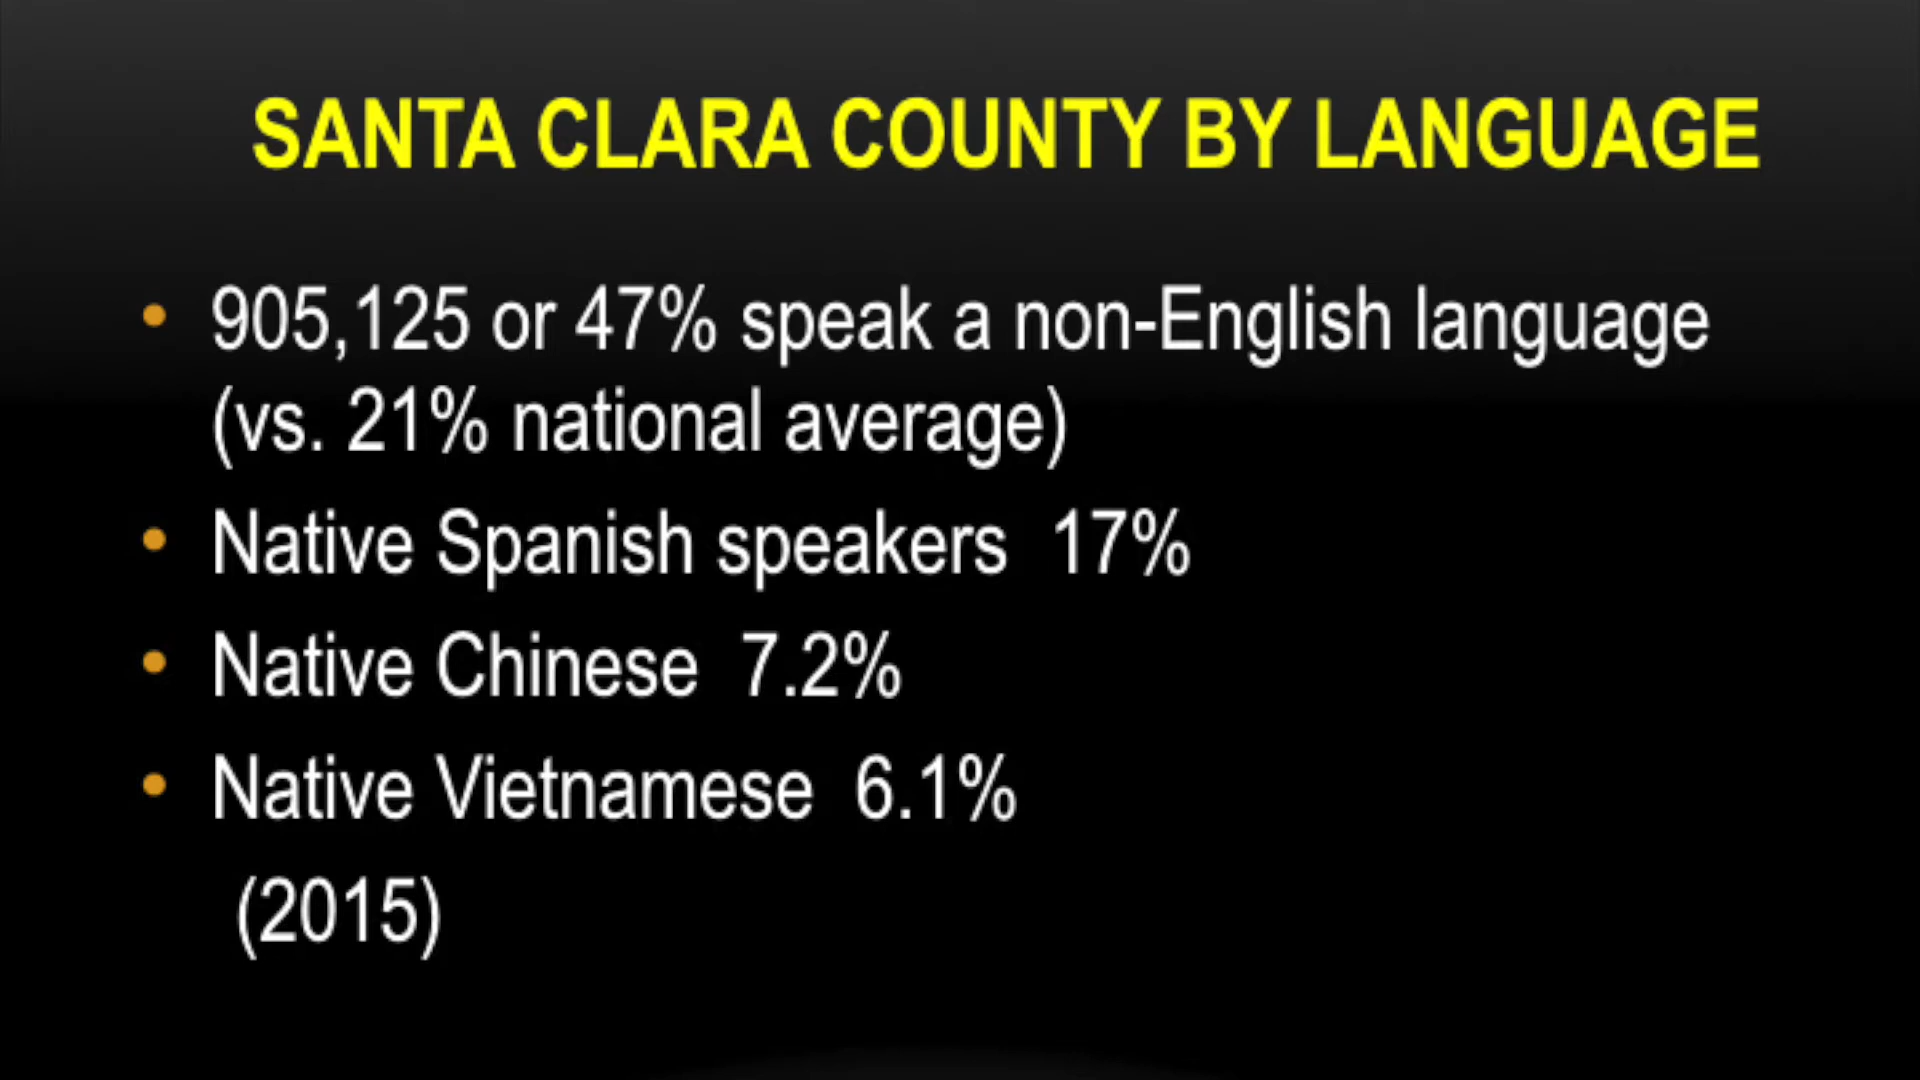 SANTA CLARA COUNTY BY LANGUAGE
• 905,125 or 47% speak a non-English language
(vs. 21% national average)
• Native Spanish speakers 17%
• Native Chinese 7.2%
• Native Vietnamese 6.1%
(2015)